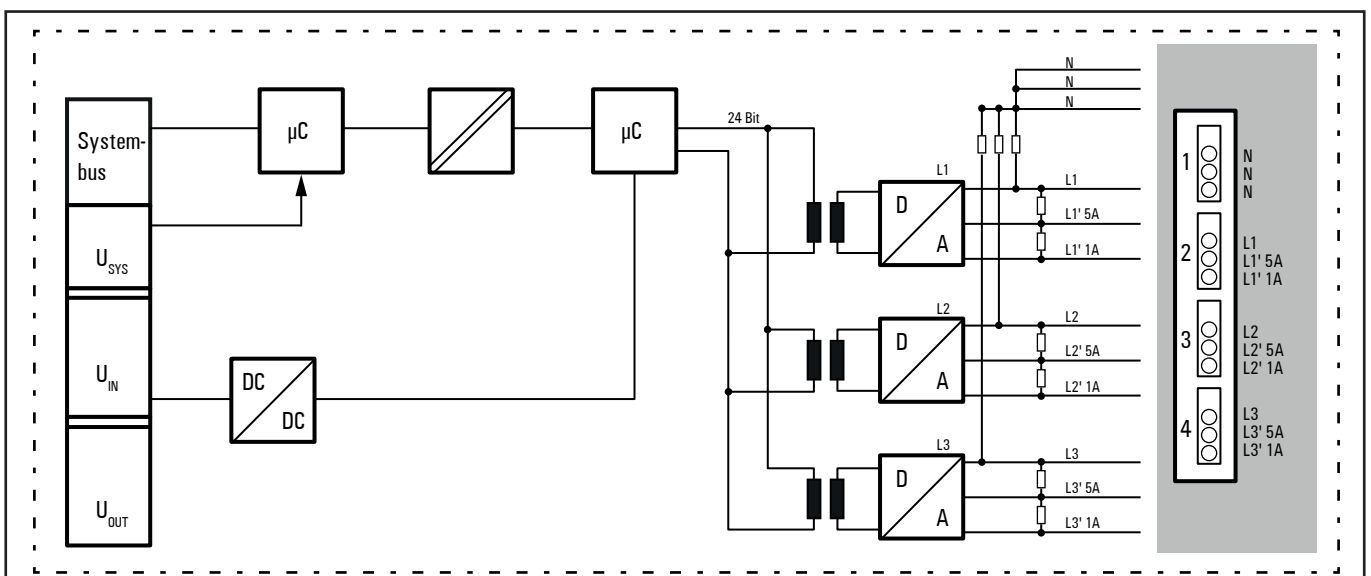 System-
bus
U_SYS
U_IN
U_OUT
µC
DC
DC
µC
24 Bit
N
N
N
L1
D
A
L1
L1' 5A
L1' 1A
L2
D
A
L2
L2' 5A
L2' 1A
L3
D
A
L3
L3' 5A
L3' 1A
1
N
N
N
2
L1
L1' 5A
L1' 1A
3
L2
L2' 5A
L2' 1A
4
L3
L3' 5A
L3' 1A